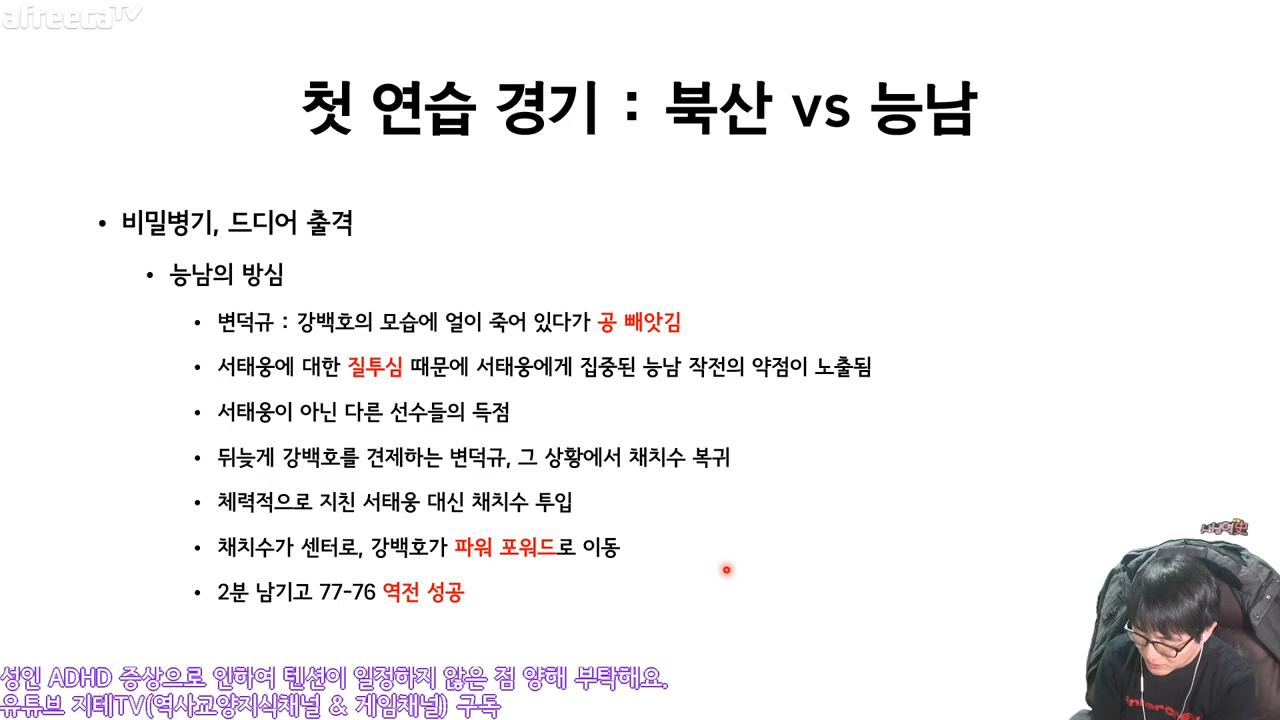 afreecaTV
첫 연습 경기 : 북산 vs 능남
• 비밀병기, 드디어 출격
• 능남의 방심
• 변덕규 : 강백호의 모습에 얼이 죽어 있다가 공 빼앗김
• 서태웅에 대한 질투심 때문에 서태웅에게 집중된 능남 작전의 약점이 노출됨
• 서태웅이 아닌 다른 선수들의 득점
• 뒤늦게 강백호를 견제하는 변덕규, 그 상황에서 채치수 복귀
• 체력적으로 지친 서태웅 대신 채치수 투입
• 채치수가 센터로, 강백호가 파워 포워드로 이동
• 2분 남기고 77-76 역전 성공
성인 ADHD 증상으로 인하여 텐션이 일정하지 않은 점 양해 부탁해요.
유튜브 지테TV(역사교양지식채널 & 게임채널) 구독